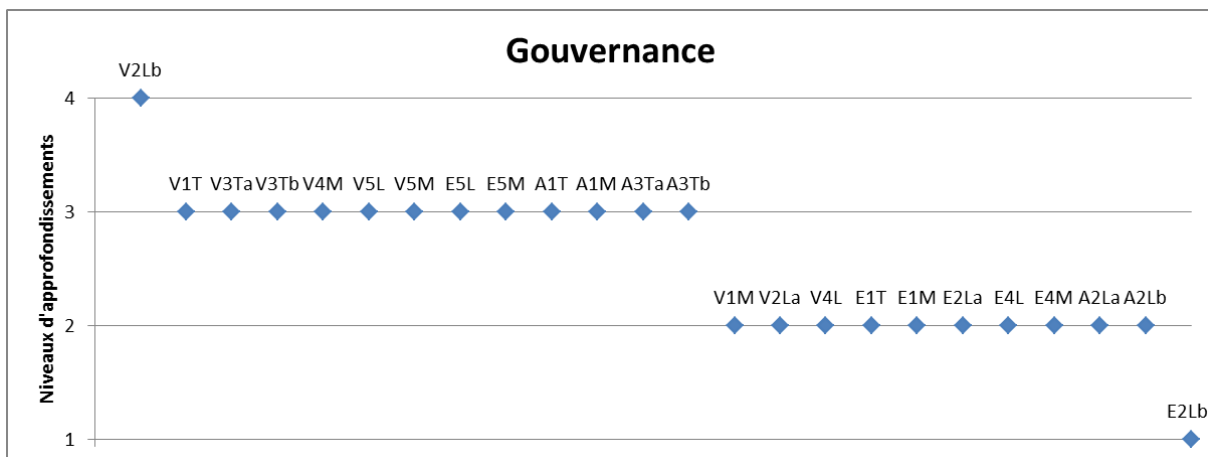 Gouvernance
V2Lb
4
V1T V3Ta V3Tb V4M V5L V5M E5L E5M A1T A1M A3Ta A3Tb
3
V1M V2La V4L E1T E1M E2La E4L E4M A2La A2Lb
2
E2Lb
1
Niveaux d'approfondissements